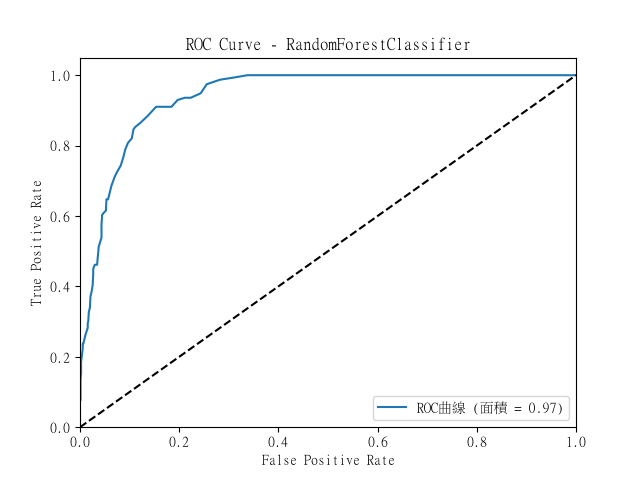 ROC Curve - RandomForestClassifier
True Positive Rate
1.0
0.8
0.6
0.4
0.2
0.0
0.0 0.2 0.4 0.6 0.8 1.0
False Positive Rate
ROC曲線 (面積 = 0.97)